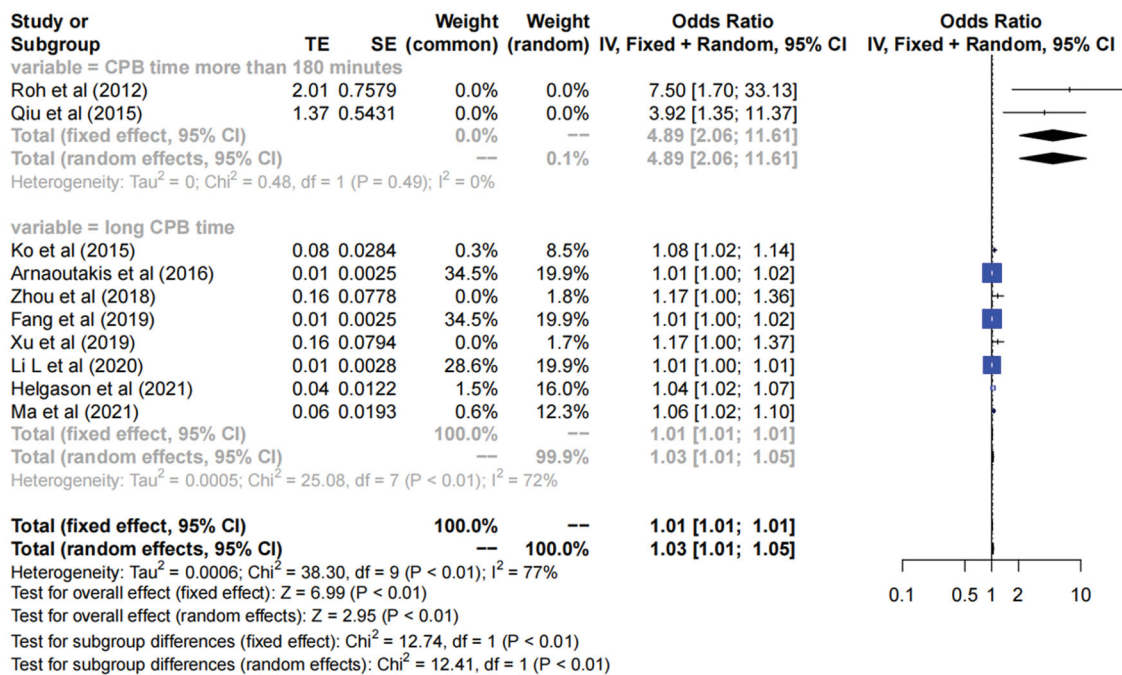 Study or Subgroup TE SE Weight (common) Weight (random) Odds Ratio IV, Fixed + Random, 95% CI Odds Ratio IV, Fixed + Random, 95% CI
variable = CPB time more than 180 minutes
Roh et al (2012) 2.01 0.7579 0.0% 0.0% 7.50 [1.70; 33.13]
Qiu et al (2015) 1.37 0.5431 0.0% 0.0% 3.92 [1.35; 11.37]
Total (fixed effect, 95% CI) 0.0% −− 4.89 [2.06; 11.61]
Total (random effects, 95% CI) −− 0.1% 4.89 [2.06; 11.61]
Heterogeneity: Tau² = 0; Chi² = 0.48, df = 1 (P = 0.49); I² = 0%
variable = long CPB time
Ko et al (2015) 0.08 0.0284 0.3% 8.5% 1.08 [1.02; 1.14]
Arnaoutakis et al (2016) 0.01 0.0025 34.5% 19.9% 1.01 [1.00; 1.02]
Zhou et al (2018) 0.16 0.0778 0.0% 1.8% 1.17 [1.00; 1.36]
Fang et al (2019) 0.01 0.0025 34.5% 19.9% 1.01 [1.00; 1.02]
Xu et al (2019) 0.16 0.0794 0.0% 1.7% 1.17 [1.00; 1.37]
Li L et al (2020) 0.01 0.0028 28.6% 19.9% 1.01 [1.00; 1.01]
Helgason et al (2021) 0.04 0.0122 1.5% 16.0% 1.04 [1.02; 1.07]
Ma et al (2021) 0.06 0.0193 0.6% 12.3% 1.06 [1.02; 1.10]
Total (fixed effect, 95% CI) 100.0% −− 1.01 [1.01; 1.01]
Total (random effects, 95% CI) −− 99.9% 1.03 [1.01; 1.05]
Heterogeneity: Tau² = 0.0005; Chi² = 25.08, df = 7 (P < 0.01); I² = 72%
Total (fixed effect, 95% CI) 100.0% −− 1.01 [1.01; 1.01]
Total (random effects, 95% CI) −− 100.0% 1.03 [1.01; 1.05]
Heterogeneity: Tau² = 0.0006; Chi² = 38.30, df = 9 (P < 0.01); I² = 77%
Test for overall effect (fixed effect): Z = 6.99 (P < 0.01)
0.1 0.5 1 2 10
Test for overall effect (random effects): Z = 2.95 (P < 0.01)
Test for subgroup differences (fixed effect): Chi² = 12.74, df = 1 (P < 0.01)
Test for subgroup differences (random effects): Chi² = 12.41, df = 1 (P < 0.01)